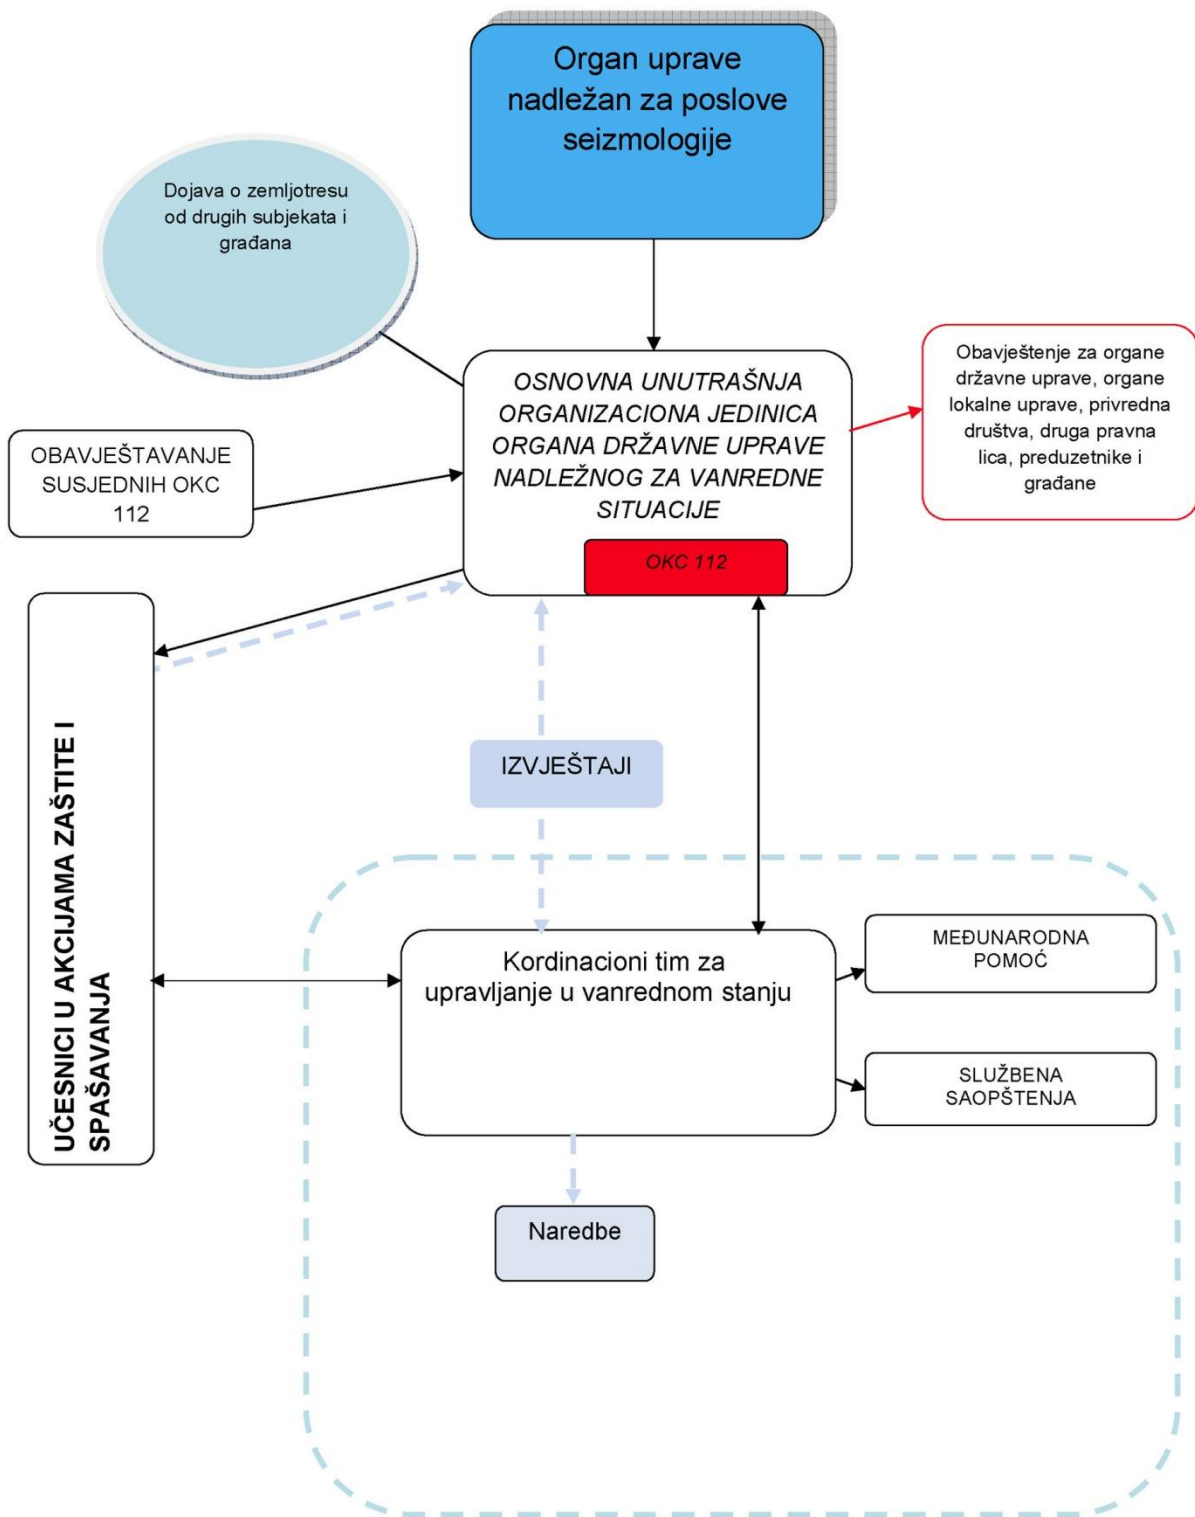 Organ uprave
nadležan za poslove
seizmologije
Dojava o zemljotresu
od drugih subjekata i
građana
OSNOVNA UNUTRAŠNJA
ORGANIZACIONA JEDINICA
ORGANA DRŽAVNE UPRAVE
NADLEŽNOG ZA VANREDNE
SITUACIJE
OKC 112
Obavještenje za organe
državne uprave, organe
lokalne uprave, privredna
društva, druga pravna
lica, preduzetnike i
građane
OBAVJEŠTAVANJE
SUSJEDNIH OKC
112
UČESNICI U AKCIJAMA ZAŠTITE I
SPAŠAVANJA
IZVJEŠTAJI
Kordinacioni tim za
upravljanje u vanrednom stanju
MEĐUNARODNA
POMOĆ
SLUŽBENA
SAOPŠTENJA
Naredbe